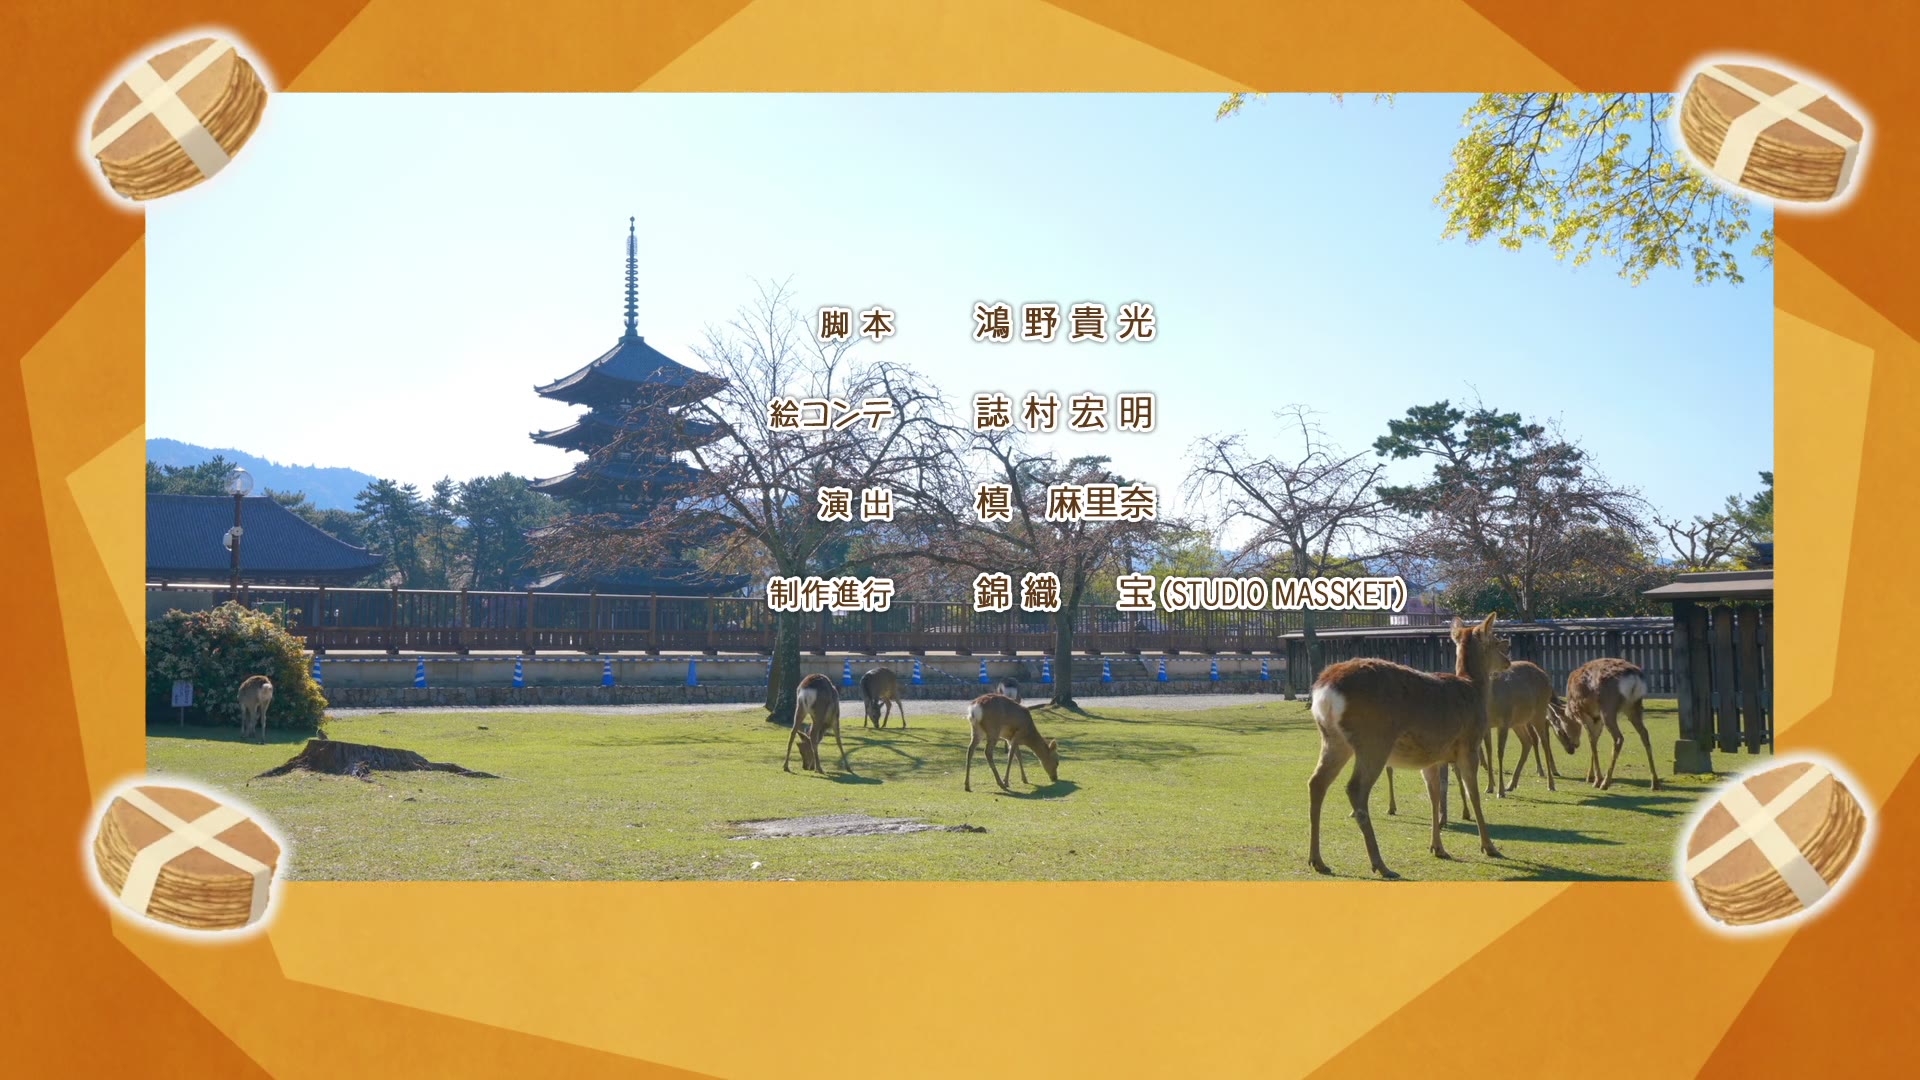 脚本 鴻野貴光
絵コンテ 誌村宏明
演出 槙 麻里奈
制作進行 錦織 宝(STUDIO MASSKET)